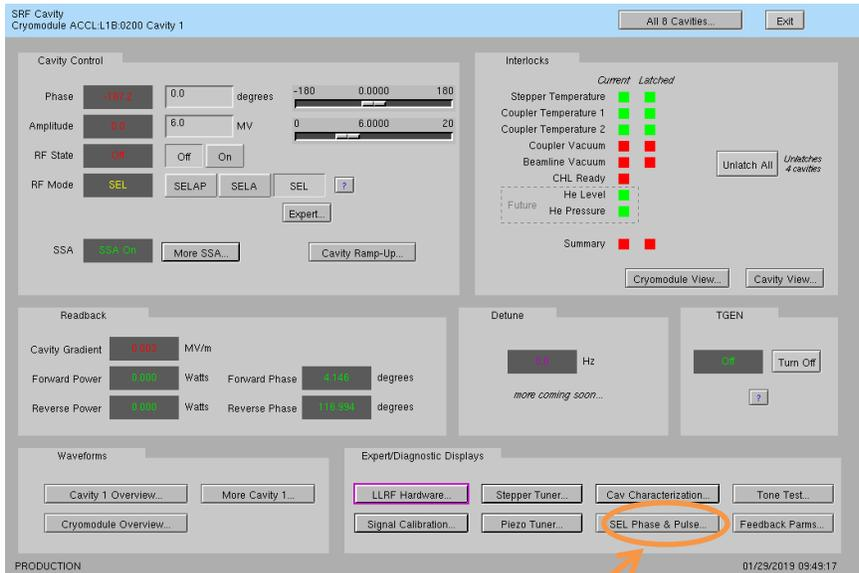 SRF Cavity
Cryomodule ACCL:L1B:0200 Cavity 1
All 8 Cavities...
Exit
Cavity Control
Phase -167.2 0.0 degrees -180 0.0000 180
Amplitude 0.0 6.0 MV 0 6.0000 20
RF State Off Off On
RF Mode SEL SELAP SELA SEL ?
Expert...
SSA SSA On More SSA... Cavity Ramp-Up...
Interlocks
Current Latched
Stepper Temperature
Coupler Temperature 1
Coupler Temperature 2
Coupler Vacuum
Beamline Vacuum
CHL Ready
Future
He Level
He Pressure
Summary
Unlatch All
Unlatches
4 cavities
Cryomodule View... Cavity View...
Readback
Cavity Gradient 0.003 MV/m
Forward Power 0.000 Watts Forward Phase 4.146 degrees
Reverse Power 0.000 Watts Reverse Phase 116.994 degrees
Detune
0.0 Hz
more coming soon...
TGEN
Off Turn Off
?
Waveforms
Cavity 1 Overview... More Cavity 1...
Cryomodule Overview...
Expert/Diagnostic Displays
LLRF Hardware... Stepper Tuner... Cav Characterization... Tone Test...
Signal Calibration... Piezo Tuner... SEL Phase & Pulse... Feedback Parms...
PRODUCTION
01/29/2019 09:49:17